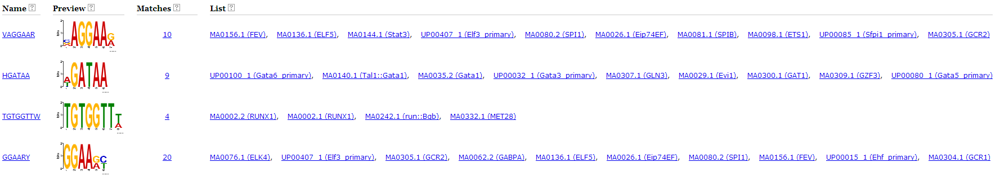 Name ? Preview ? Matches ? List ?
VAGGAAR 10 MA0156.1 (FEV), MA0136.1 (ELF5), MA0144.1 (Stat3), UP00407_1 (Elf3_primary), MA0080.2 (SPI1), MA0026.1 (Eip74EF), MA0081.1 (SPIB), MA0098.1 (ETS1), UP00085_1 (Sfpi1_primary), MA0305.1 (GCR2)
HGATAA 9 UP00100_1 (Gata6_primary), MA0140.1 (Tal1::Gata1), MA0035.2 (Gata1), UP00032_1 (Gata3_primary), MA0307.1 (GLN3), MA0029.1 (Evi1), MA0300.1 (GAT1), MA0309.1 (GZF3), UP00080_1 (Gata5_primary)
TGTGGTTW TGTGGTT 4 MA0002.2 (RUNX1), MA0002.1 (RUNX1), MA0242.1 (run::Bgb), MA0332.1 (MET28)
GGAARY 20 MA0076.1 (ELK4), UP00407_1 (Elf3_primary), MA0305.1 (GCR2), MA0062.2 (GABPA), MA0136.1 (ELF5), MA0026.1 (Eip74EF), MA0080.2 (SPI1), MA0156.1 (FEV), UP00015_1 (Ehf_primary), MA0304.1 (GCR1)